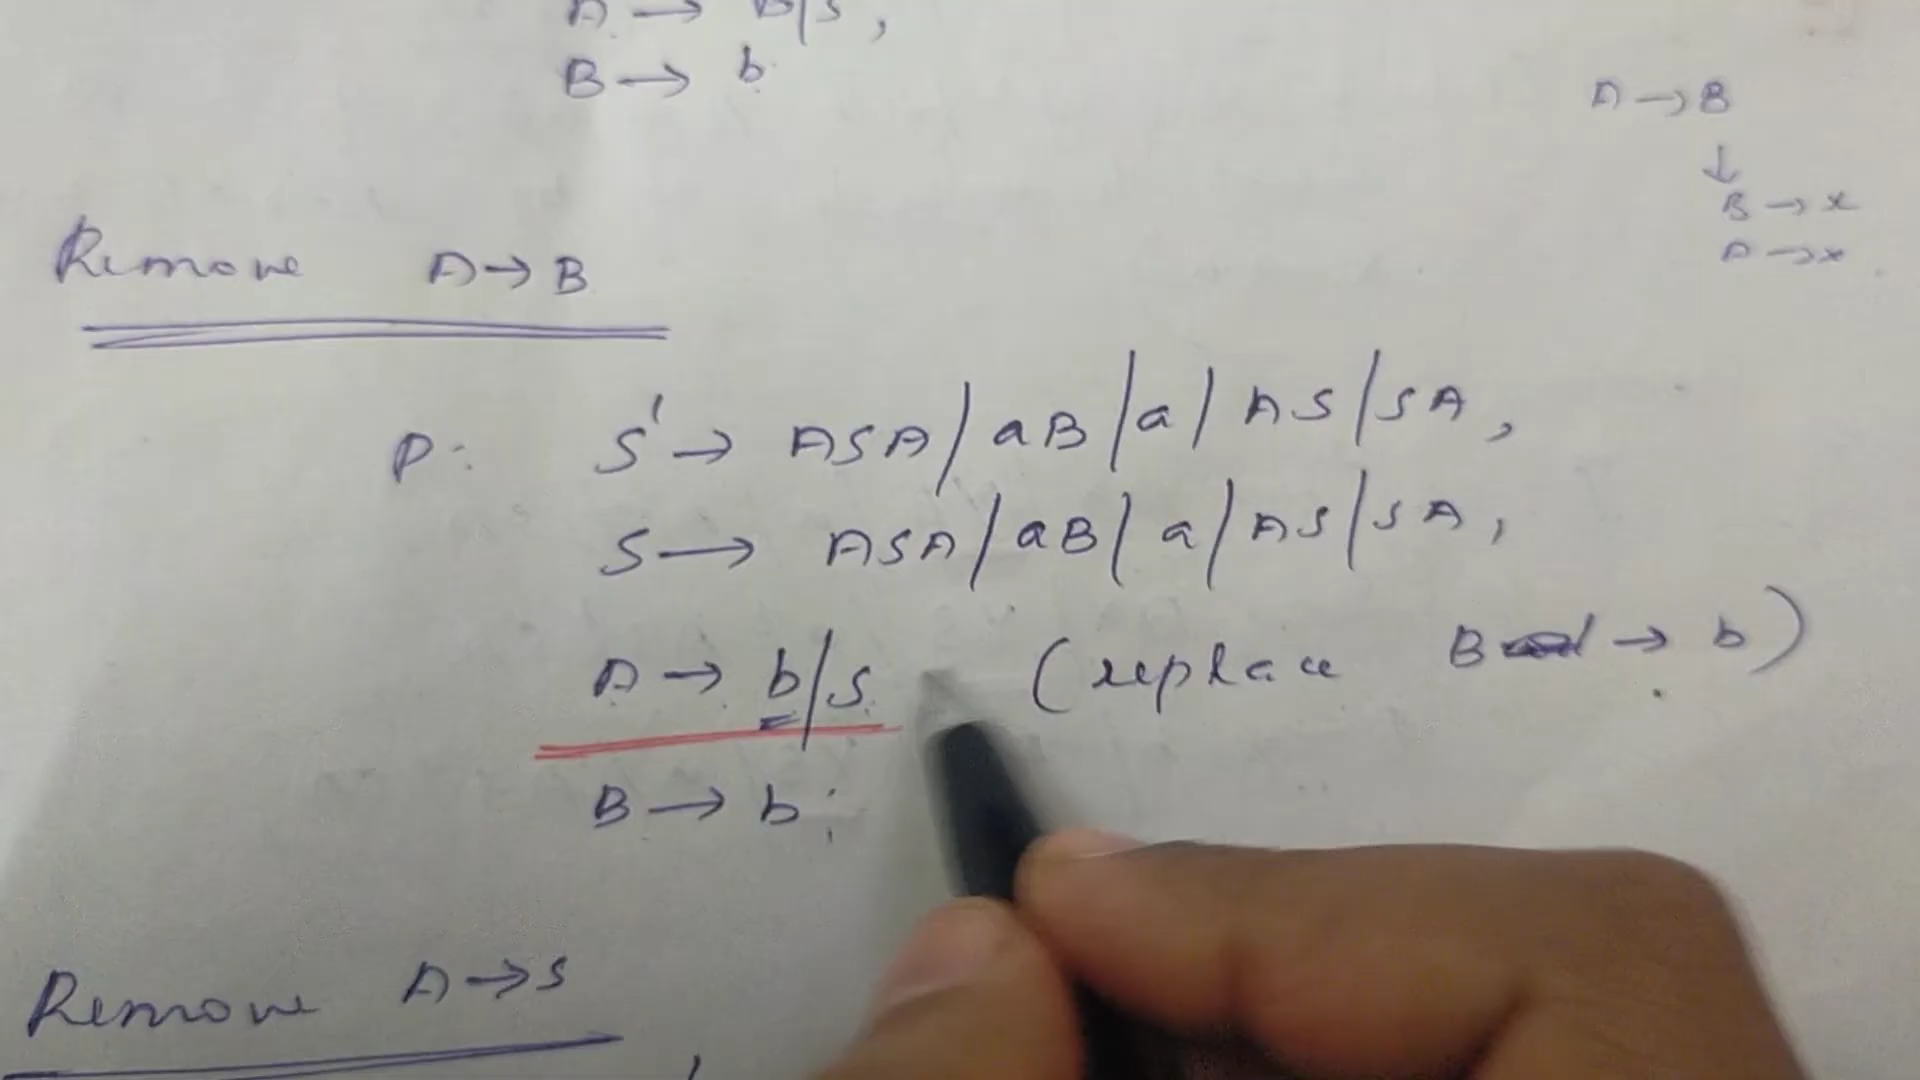 A → B/S,
B → b
A → B
↓
B → x
A → x
Remove A → B
P: S' → ASA/aB/a/AS/SA,
S → ASA/aB/a/AS/SA,
A → b/S (replace B → b)
B → b;
Remove A → S